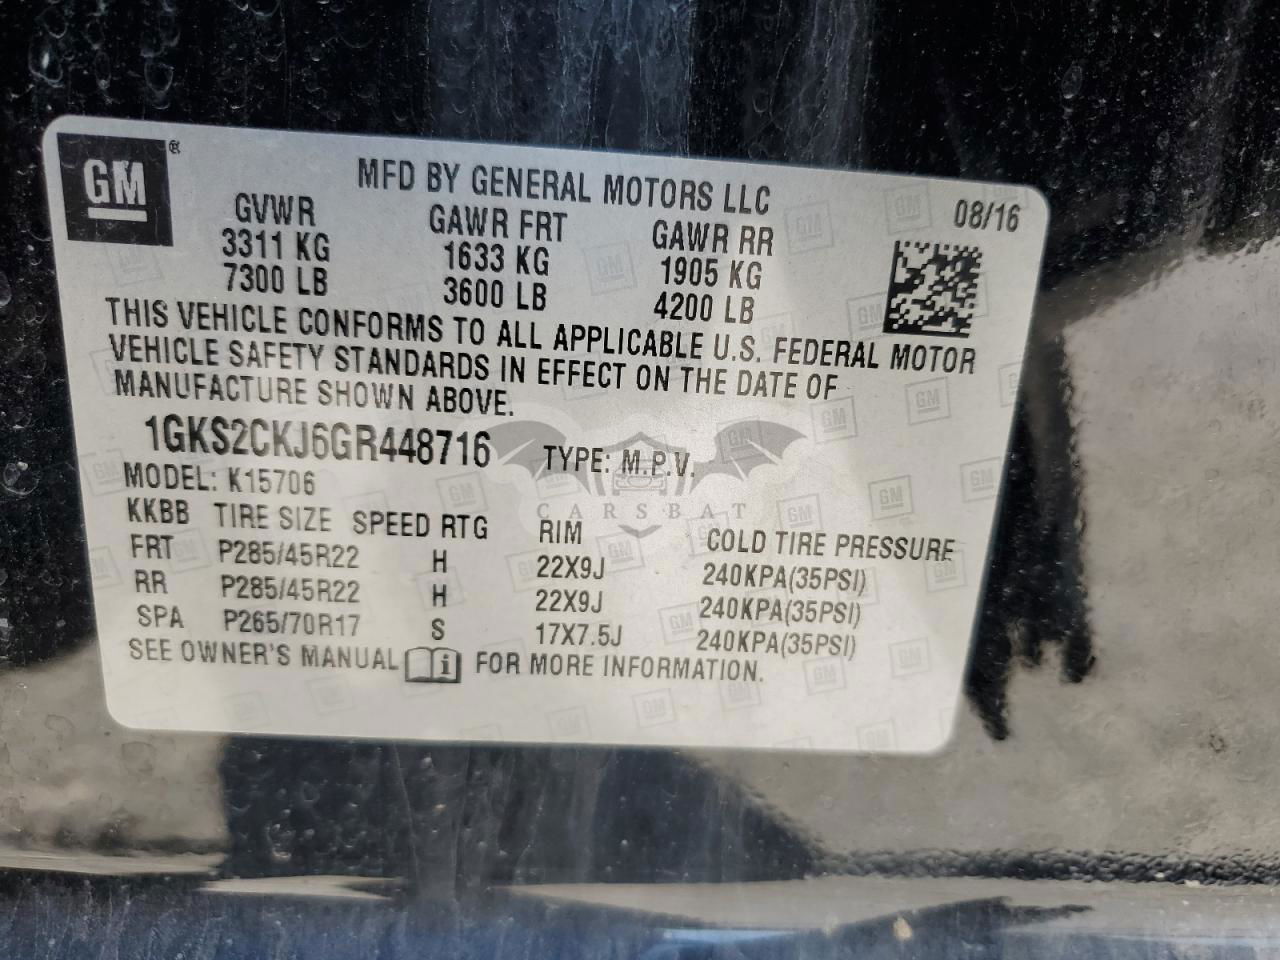 GM ®
MFD BY GENERAL MOTORS LLC
08/16
GVWR GAWR FRT GAWR RR
3311 KG 1633 KG 1905 KG
7300 LB 3600 LB 4200 LB
THIS VEHICLE CONFORMS TO ALL APPLICABLE U.S. FEDERAL MOTOR
VEHICLE SAFETY STANDARDS IN EFFECT ON THE DATE OF
MANUFACTURE SHOWN ABOVE.
1GKS2CKJ6GR448716 TYPE: M.P.V.
MODEL: K15706
CARSBAT
KKBB TIRE SIZE SPEED RTG RIM COLD TIRE PRESSURE
FRT P285/45R22 H 22X9J 240KPA(35PSI)
RR P285/45R22 H 22X9J 240KPA(35PSI)
SPA P265/70R17 S 17X7.5J 240KPA(35PSI)
SEE OWNER'S MANUAL i FOR MORE INFORMATION.